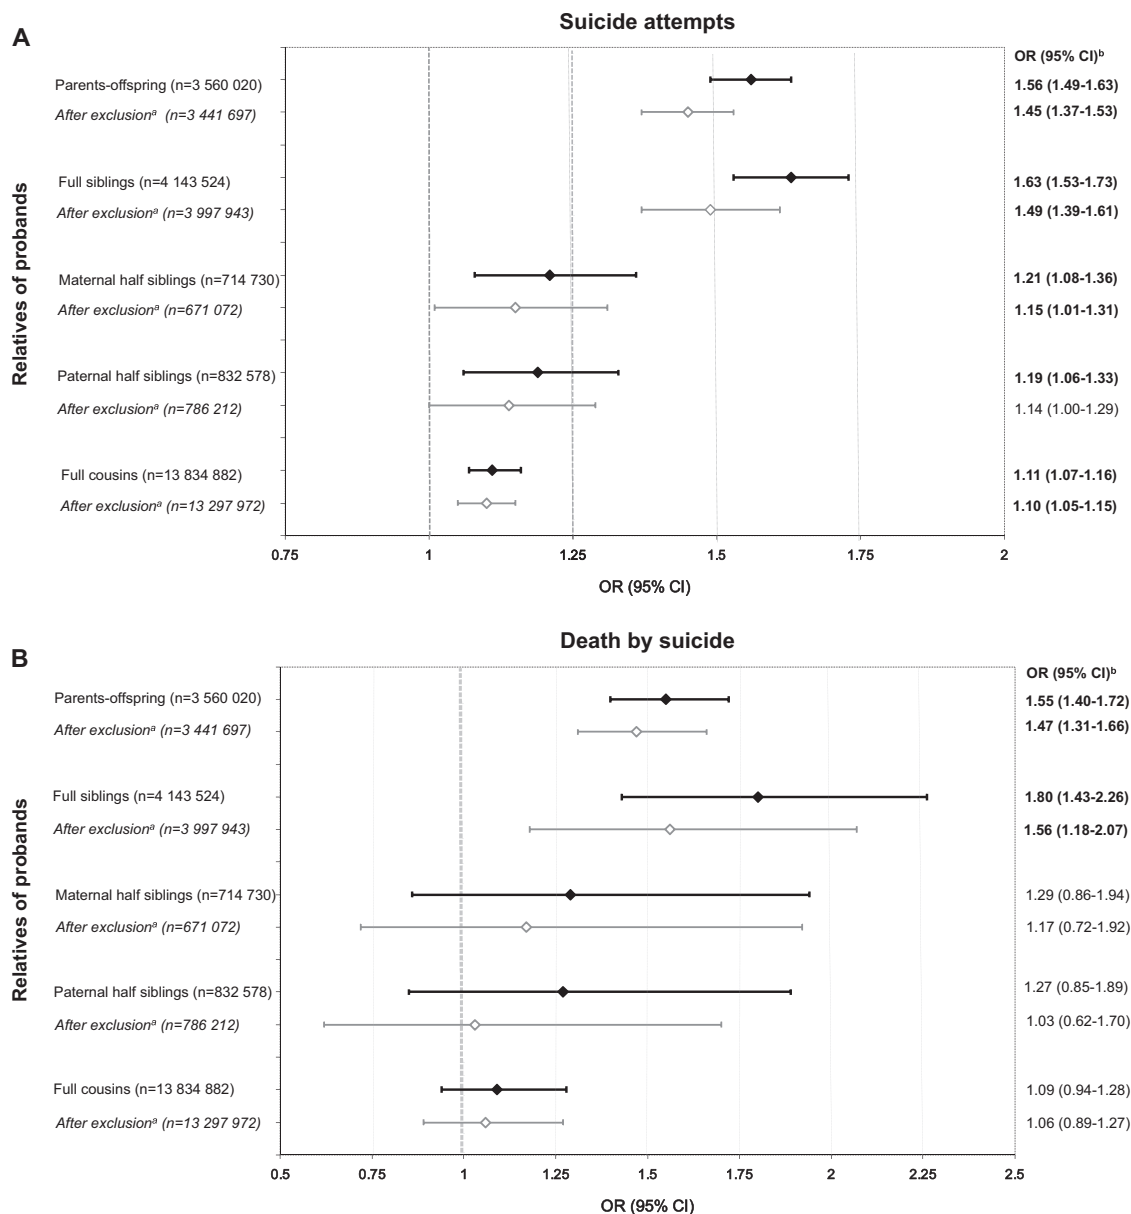 A
Suicide attempts
OR (95% CI)b
Relatives of probands
Parents-offspring (n=3 560 020)
1.56 (1.49-1.63)
After exclusiona (n=3 441 697)
1.45 (1.37-1.53)
Full siblings (n=4 143 524)
1.63 (1.53-1.73)
After exclusiona (n=3 997 943)
1.49 (1.39-1.61)
Maternal half siblings (n=714 730)
1.21 (1.08-1.36)
After exclusiona (n=671 072)
1.15 (1.01-1.31)
Paternal half siblings (n=832 578)
1.19 (1.06-1.33)
After exclusiona (n=786 212)
1.14 (1.00-1.29)
Full cousins (n=13 834 882)
1.11 (1.07-1.16)
After exclusiona (n=13 297 972)
1.10 (1.05-1.15)
0.75 1 1.25 1.5 1.75 2
OR (95% CI)
B
Death by suicide
OR (95% CI)b
Relatives of probands
Parents-offspring (n=3 560 020)
1.55 (1.40-1.72)
After exclusiona (n=3 441 697)
1.47 (1.31-1.66)
Full siblings (n=4 143 524)
1.80 (1.43-2.26)
After exclusiona (n=3 997 943)
1.56 (1.18-2.07)
Maternal half siblings (n=714 730)
1.29 (0.86-1.94)
After exclusiona (n=671 072)
1.17 (0.72-1.92)
Paternal half siblings (n=832 578)
1.27 (0.85-1.89)
After exclusiona (n=786 212)
1.03 (0.62-1.70)
Full cousins (n=13 834 882)
1.09 (0.94-1.28)
After exclusiona (n=13 297 972)
1.06 (0.89-1.27)
0.5 0.75 1 1.25 1.5 1.75 2 2.25 2.5
OR (95% CI)